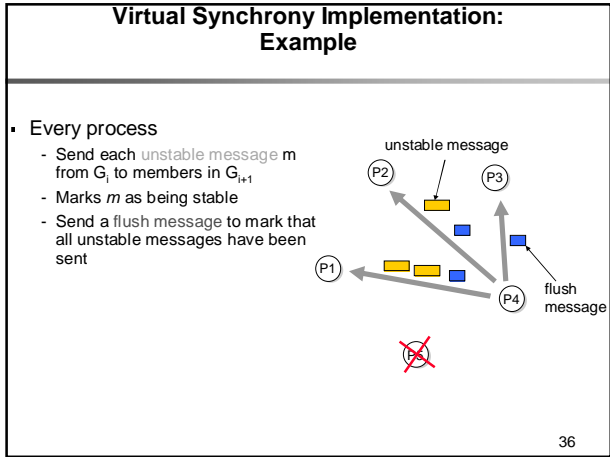 Virtual Synchrony Implementation:
Example
▪ Every process
- Send each unstable message m
from Gi to members in Gi+1
- Marks m as being stable
- Send a flush message to mark that
all unstable messages have been
sent
unstable message
P2
P3
P1
P4
flush
message
P5
36